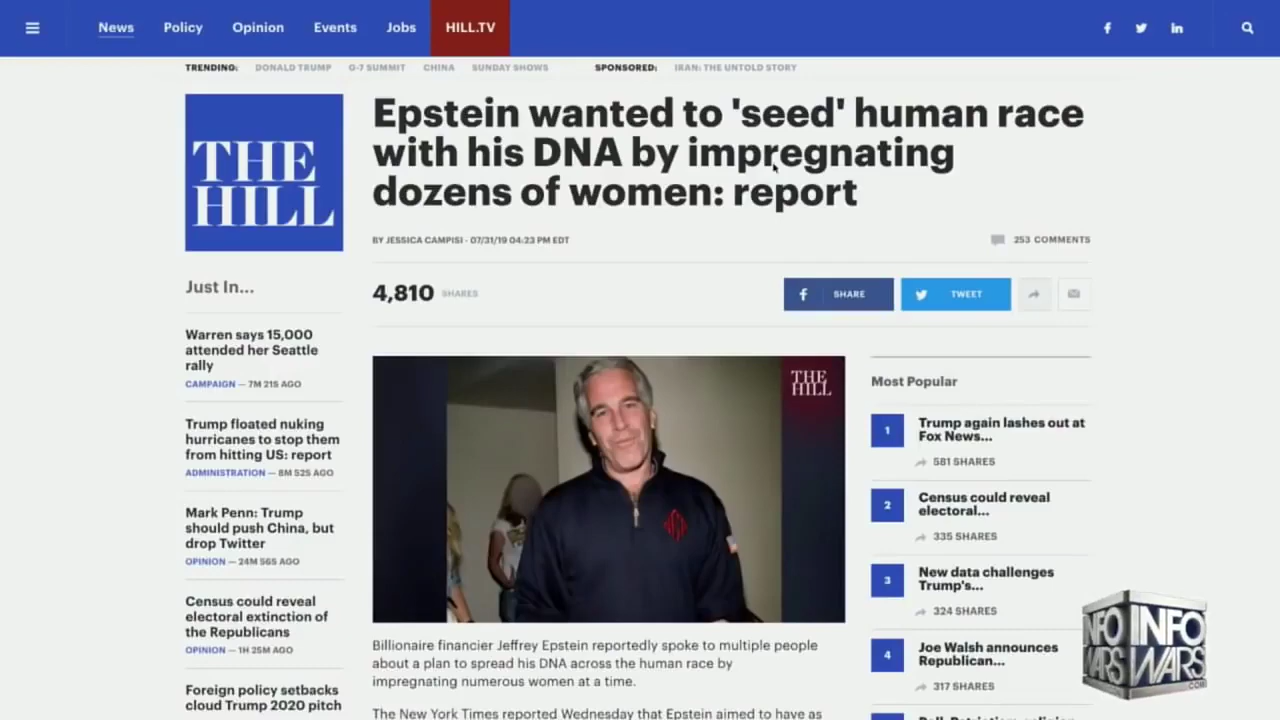 News Policy Opinion Events Jobs HILL.TV
TRENDING: DONALD TRUMP G-7 SUMMIT CHINA SUNDAY SHOWS SPONSORED: IRAN: THE UNTOLD STORY
THE
HILL
Epstein wanted to 'seed' human race
with his DNA by impregnating
dozens of women: report
BY JESSICA CAMPISI - 07/31/19 04:23 PM EDT
253 COMMENTS
4,810 SHARES
SHARE
TWEET
Just In...
Warren says 15,000
attended her Seattle
rally
CAMPAIGN — 7M 21S AGO
Trump floated nuking
hurricanes to stop them
from hitting US: report
ADMINISTRATION — 8M 52S AGO
Mark Penn: Trump
should push China, but
drop Twitter
OPINION — 24M 56S AGO
Census could reveal
electoral extinction of
the Republicans
OPINION — 1H 25M AGO
Foreign policy setbacks
cloud Trump 2020 pitch
THE
HILL
Billionaire financier Jeffrey Epstein reportedly spoke to multiple people
about a plan to spread his DNA across the human race by
impregnating numerous women at a time.
The New York Times reported Wednesday that Epstein aimed to have as
Most Popular
1
Trump again lashes out at
Fox News...
581 SHARES
2
Census could reveal
electoral...
335 SHARES
3
New data challenges
Trump's...
324 SHARES
4
Joe Walsh announces
Republican...
317 SHARES
INFO
WARS
.COM